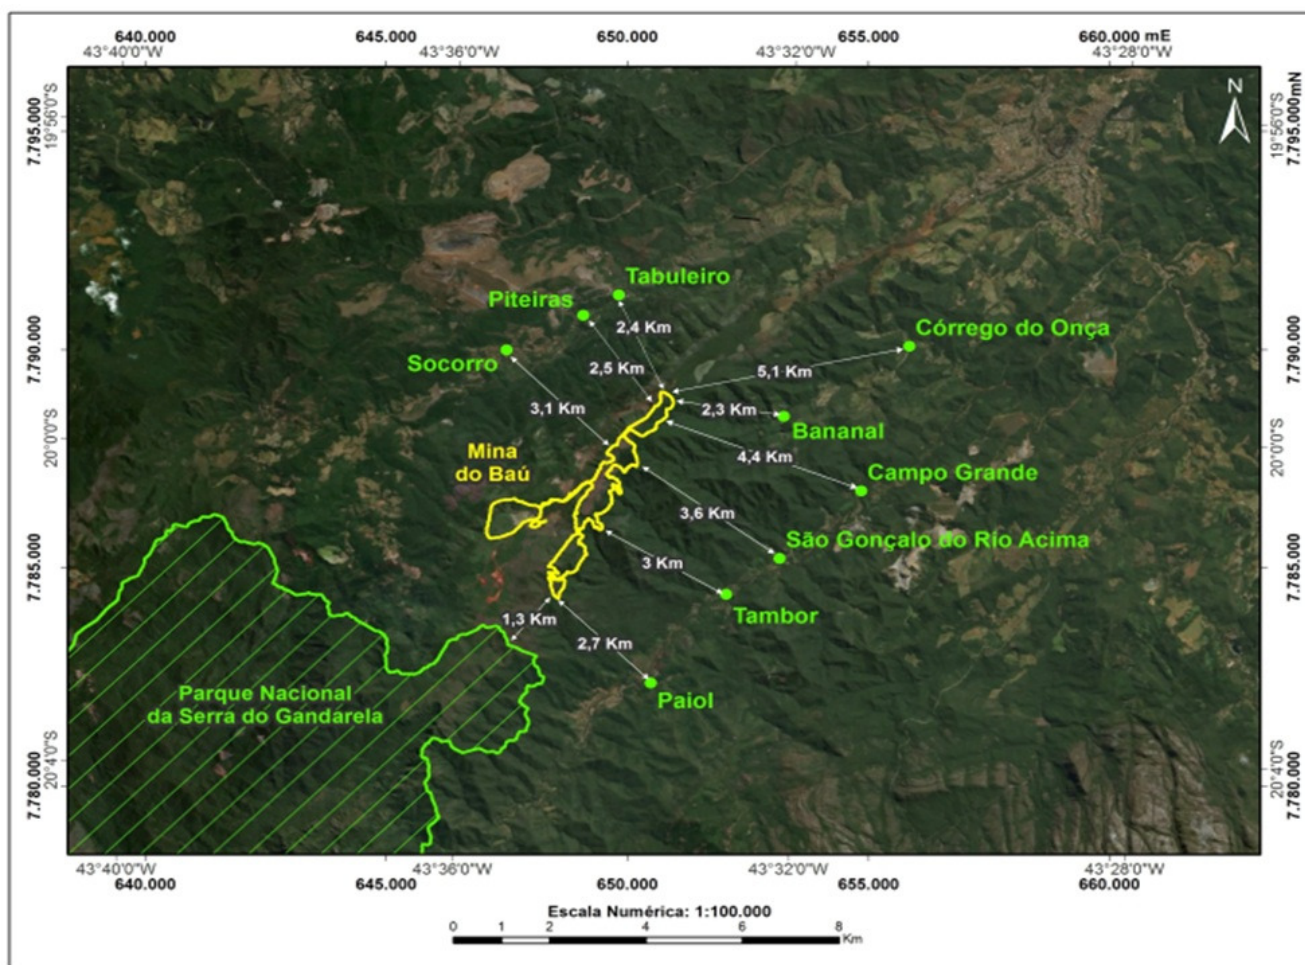 640.000 645.000 650.000 655.000 660.000 mE
43°40'0"W 43°36'0"W 43°32'0"W 43°28'0"W
7.795.000
19°56'0"S
N
19°56'0"S
7.795.000mN
Tabuleiro
Piteiras
2,4 Km
Córrego do Onça
7.790.000
Socorro
2,5 Km
5,1 Km
7.790.000
3,1 Km
2,3 Km
Bananal
20°0'0"S
Mina
do Baú
4,4 Km
20°0'0"S
Campo Grande
3,6 Km
São Gonçalo do Rio Acima
7.785.000
3 Km
7.785.000
Tambor
1,3 Km
2,7 Km
Parque Nacional
da Serra do Gandarela
Paiol
20°4'0"S
7.780.000
20°4'0"S
7.780.000
43°40'0"W 43°36'0"W 43°32'0"W 43°28'0"W
640.000 645.000 650.000 655.000 660.000
Escala Numérica: 1:100.000
0 1 2 4 6 8
Km